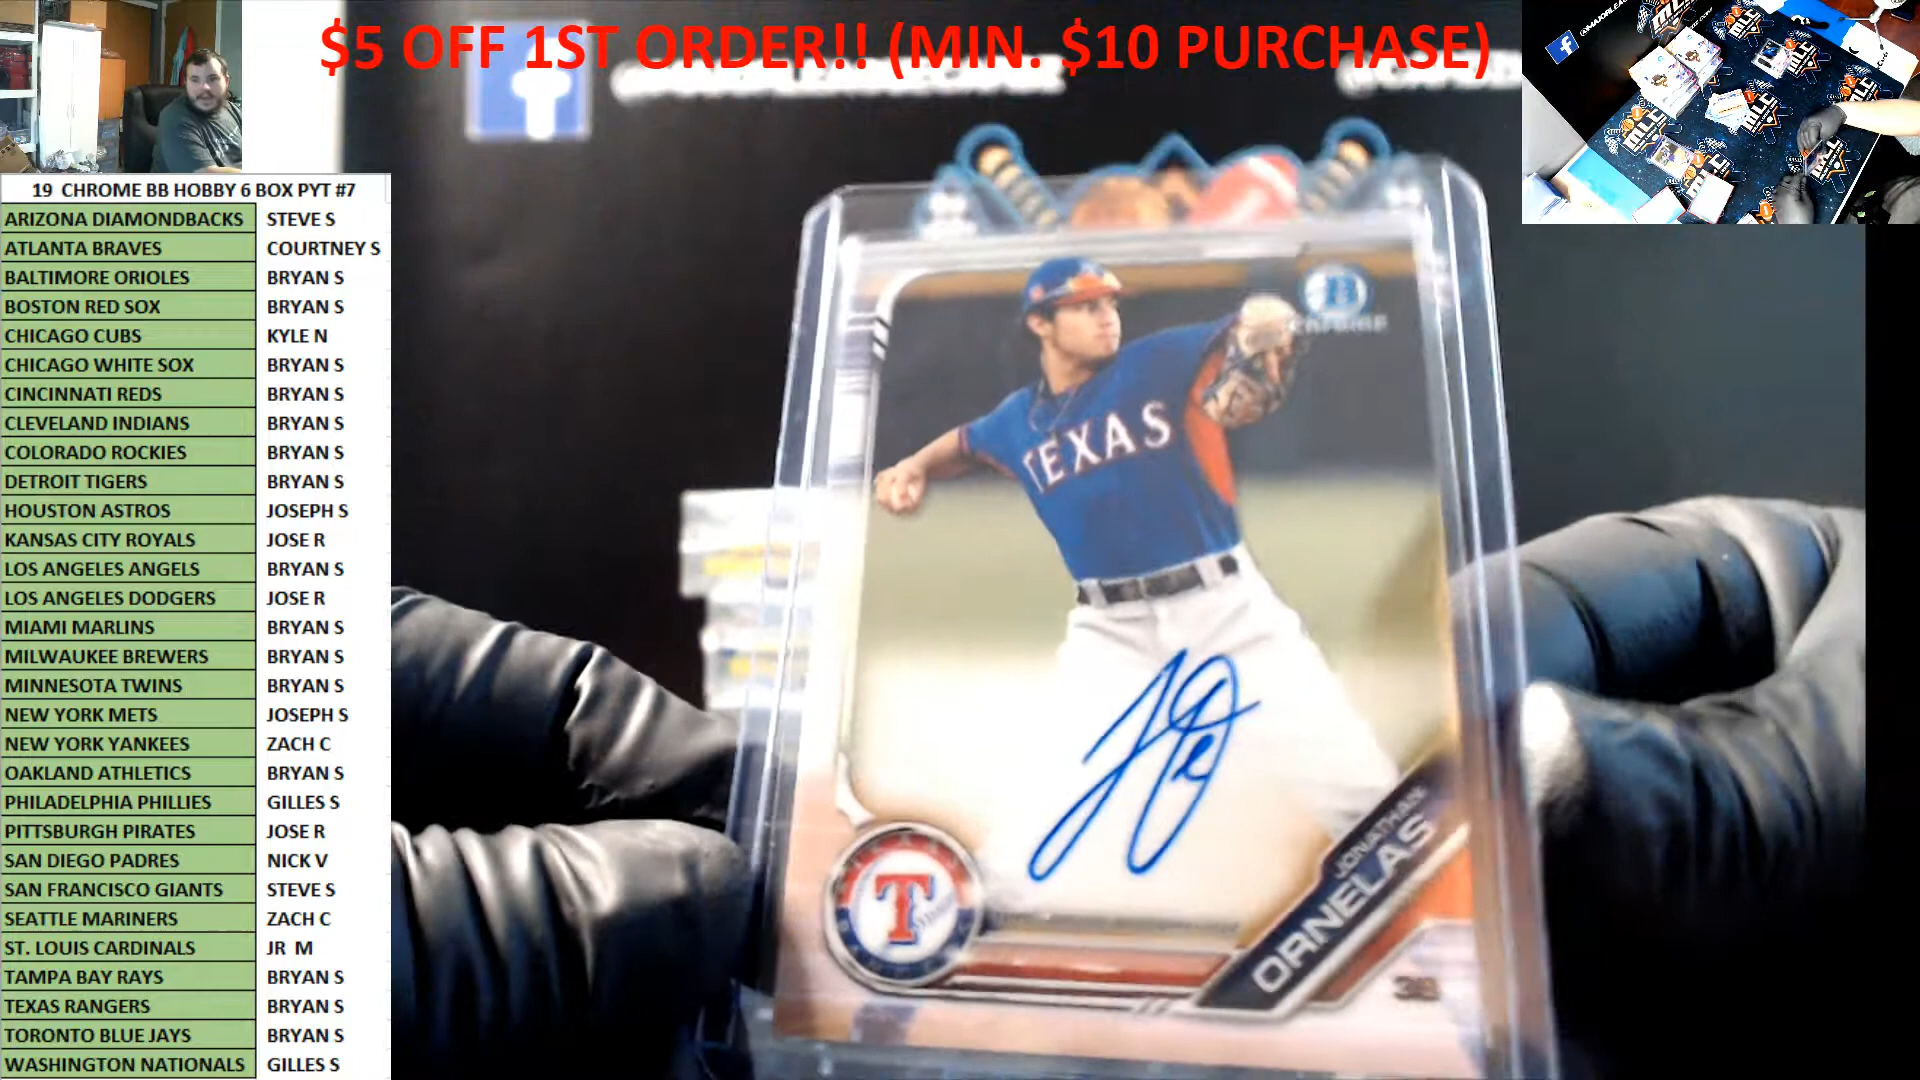 $5 OFF 1ST ORDER!! (MIN. $10 PURCHASE)
19 CHROME BB HOBBY 6 BOX PYT #7
ARIZONA DIAMONDBACKS STEVE S
ATLANTA BRAVES COURTNEY S
BALTIMORE ORIOLES BRYAN S
BOSTON RED SOX BRYAN S
CHICAGO CUBS KYLE N
CHICAGO WHITE SOX BRYAN S
CINCINNATI REDS BRYAN S
CLEVELAND INDIANS BRYAN S
COLORADO ROCKIES BRYAN S
DETROIT TIGERS BRYAN S
HOUSTON ASTROS JOSEPH S
KANSAS CITY ROYALS JOSE R
LOS ANGELES ANGELS BRYAN S
LOS ANGELES DODGERS JOSE R
MIAMI MARLINS BRYAN S
MILWAUKEE BREWERS BRYAN S
MINNESOTA TWINS BRYAN S
NEW YORK METS JOSEPH S
NEW YORK YANKEES ZACH C
OAKLAND ATHLETICS BRYAN S
PHILADELPHIA PHILLIES GILLES S
PITTSBURGH PIRATES JOSE R
SAN DIEGO PADRES NICK V
SAN FRANCISCO GIANTS STEVE S
SEATTLE MARINERS ZACH C
ST. LOUIS CARDINALS JR M
TAMPA BAY RAYS BRYAN S
TEXAS RANGERS BRYAN S
TORONTO BLUE JAYS BRYAN S
WASHINGTON NATIONALS GILLES S
B
CHROME
TEXAS
T
JONATHAN
ORNELAS
MLC
MLC
MLC
MLC